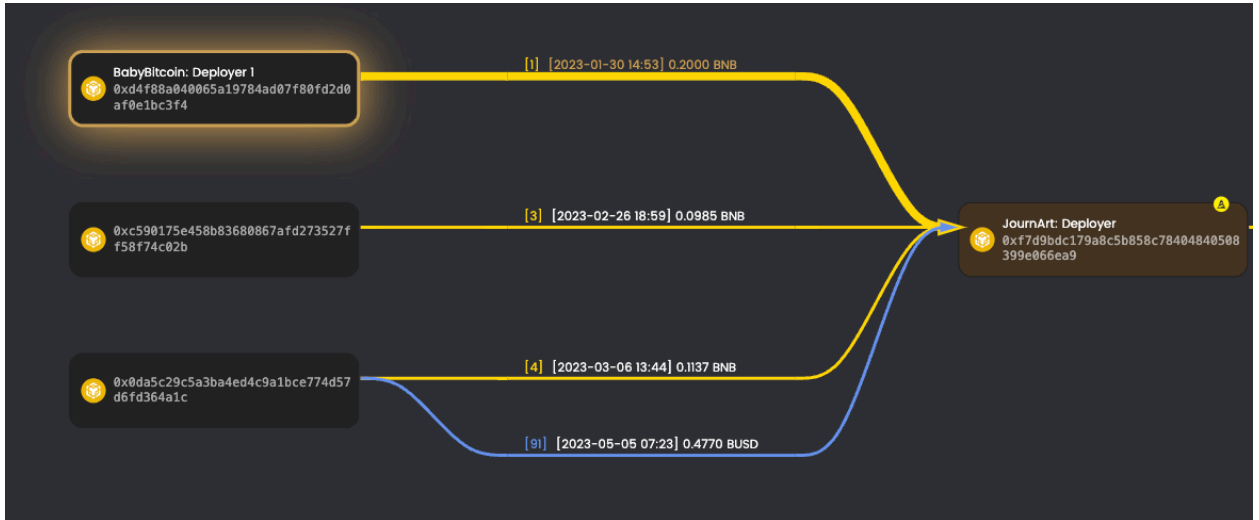 BabyBitcoin: Deployer 1
0xd4f88a040065a19784ad07f80fd2d0
af0e1bc3f4
[1] [2023-01-30 14:53] 0.2000 BNB
0xc590175e458b83680867afd273527f
f58f74c02b
[3] [2023-02-26 18:59] 0.0985 BNB
JournArt: Deployer
0xf7d9bdc179a8c5b858c78404840508
399e066ea9
0x0da5c29c5a3ba4ed4c9a1bce774d57
d6fd364a1c
[4] [2023-03-06 13:44] 0.1137 BNB
[91] [2023-05-05 07:23] 0.4770 BUSD